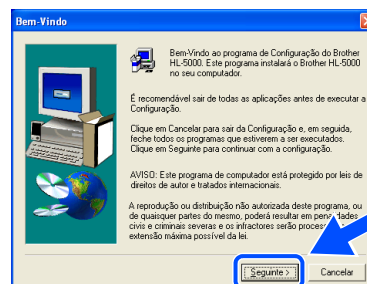 Bem-Vindo
Bem-Vindo ao programa de Configuração do Brother
HL-5000. Este programa instalará o Brother HL-5000
no seu computador.
É recomendável sair de todas as aplicações antes de executar a
Configuração.
Clique em Cancelar para sair da Configuração e, em seguida,
feche todos os programas que estiverem a ser executados.
Clique em Seguinte para continuar com a configuração.
AVISO: Este programa de computador está protegido por leis de
direitos de autor e tratados internacionais.
A reprodução ou distribuição não autorizada deste programa, ou
de quaisquer partes do mesmo, poderá resultar em penalidades
civis e criminais severas e os infractores serão
extensão máxima possível da lei.
Seguinte >
Cancelar